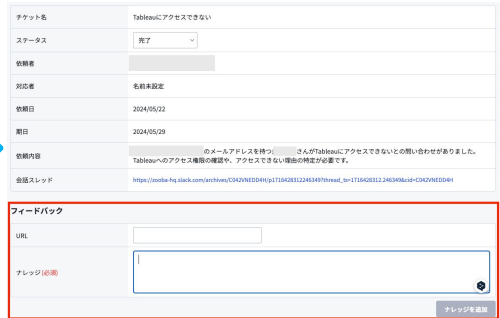 チケット名 Tableauにアクセスできない
ステータス 完了
依頼者
対応者 名前未設定
依頼日 2024/05/22
期日 2024/05/29
依頼内容 のメールアドレスを持つ さんがTableauにアクセスできないとの問い合わせがありました。
Tableauへのアクセス権限の確認や、アクセスできない理由の特定が必要です。
会話スレッド https://zooba-hq.slack.com/archives/C042VNEDD4H/p1716428312246349?thread_ts=1716428312.246349&cid=C042VNEDD4H
フィードバック
URL
ナレッジ (必須)
ナレッジを追加